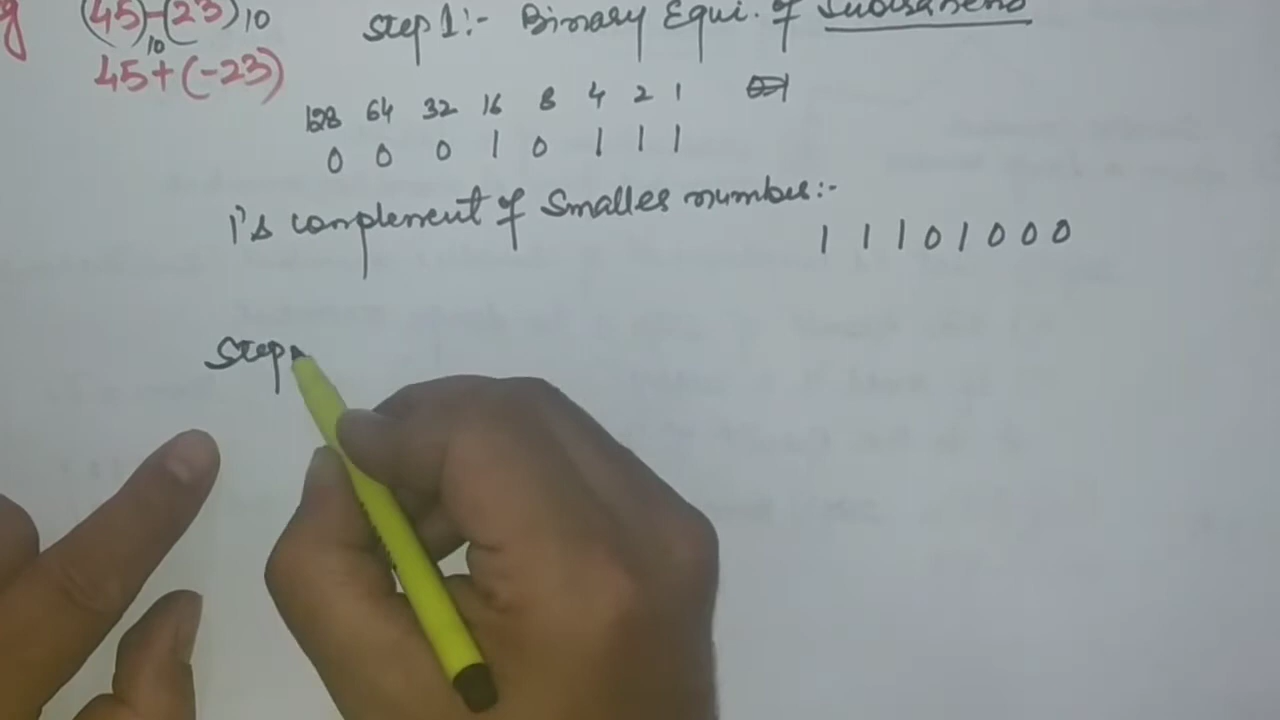 (45)10-(23)10
Step 1:- Binary Equi. of Subtrahend
45+(-23)
128 64 32 16 8 4 2 1
0 0 0 1 0 1 1 1
1's complement of Smaller number:-
1 1 1 0 1 0 0 0
Step